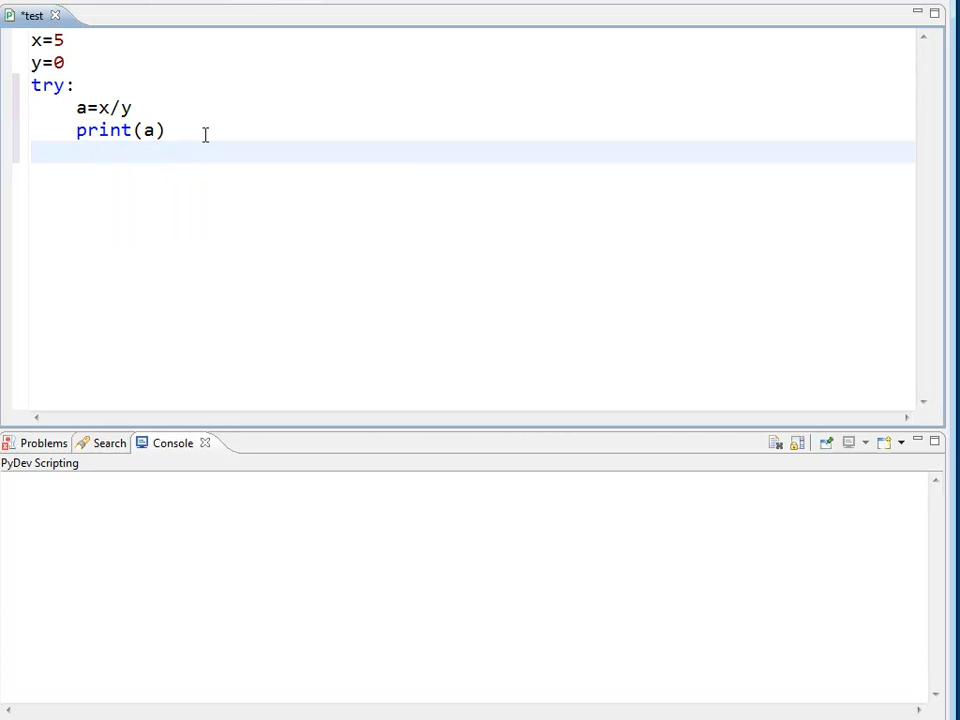 *test
x=5
y=0
try:
    a=x/y
    print(a)
Problems Search Console
PyDev Scripting